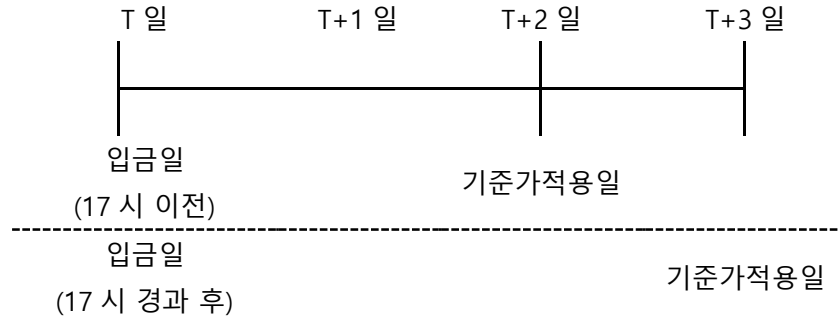 T 일 T+1 일 T+2 일 T+3 일
입금일
(17 시 이전)
기준가적용일
입금일
(17 시 경과 후)
기준가적용일